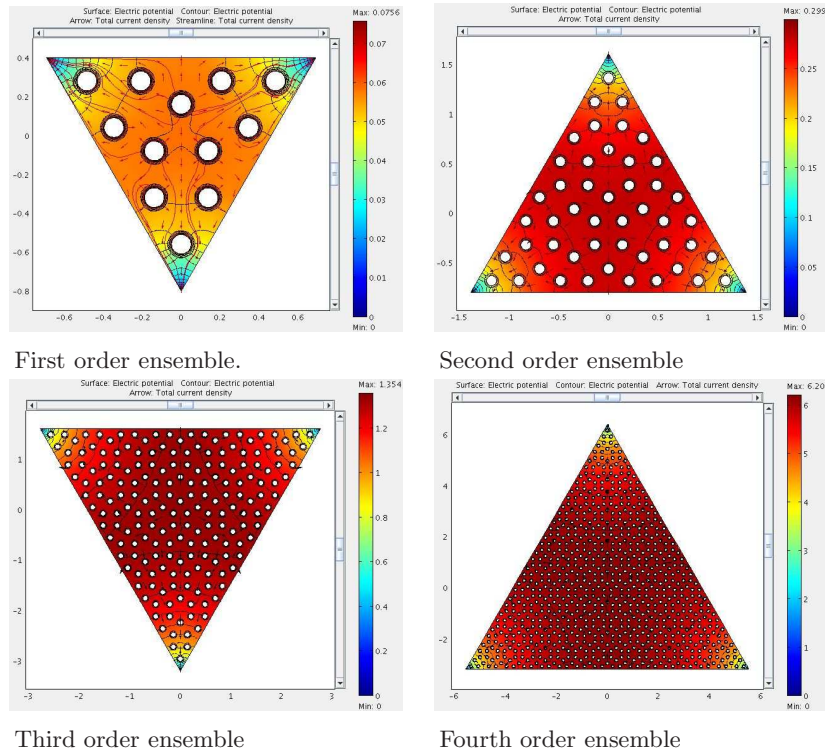 Surface: Electric potential Contour: Electric potential
Arrow: Total current density Streamline: Total current density
Max: 0.0756
0.4
0.2
0
-0.2
-0.4
-0.6
-0.8
-0.6 -0.4 -0.2 0 0.2 0.4 0.6
0.07
0.06
0.05
0.04
0.03
0.02
0.01
0
Min: 0
First order ensemble.
Surface: Electric potential Contour: Electric potential
Arrow: Total current density
Max: 0.299
1.5
1
0.5
0
-0.5
-1.5 -1 -0.5 0 0.5 1 1.5
0.25
0.2
0.15
0.1
0.05
0
Min: 0
Second order ensemble
Surface: Electric potential Contour: Electric potential
Arrow: Total current density
Max: 1.354
1
0
-1
-2
-3
-3 -2 -1 0 1 2 3
1.2
1
0.8
0.6
0.4
0.2
0
Min: 0
Third order ensemble
Surface: Electric potential Contour: Electric potential Arrow: Total current density
Max: 6.20
6
4
2
0
-2
-6 -4 -2 0 2 4 6
6
5
4
3
2
1
0
Min: 0
Fourth order ensemble